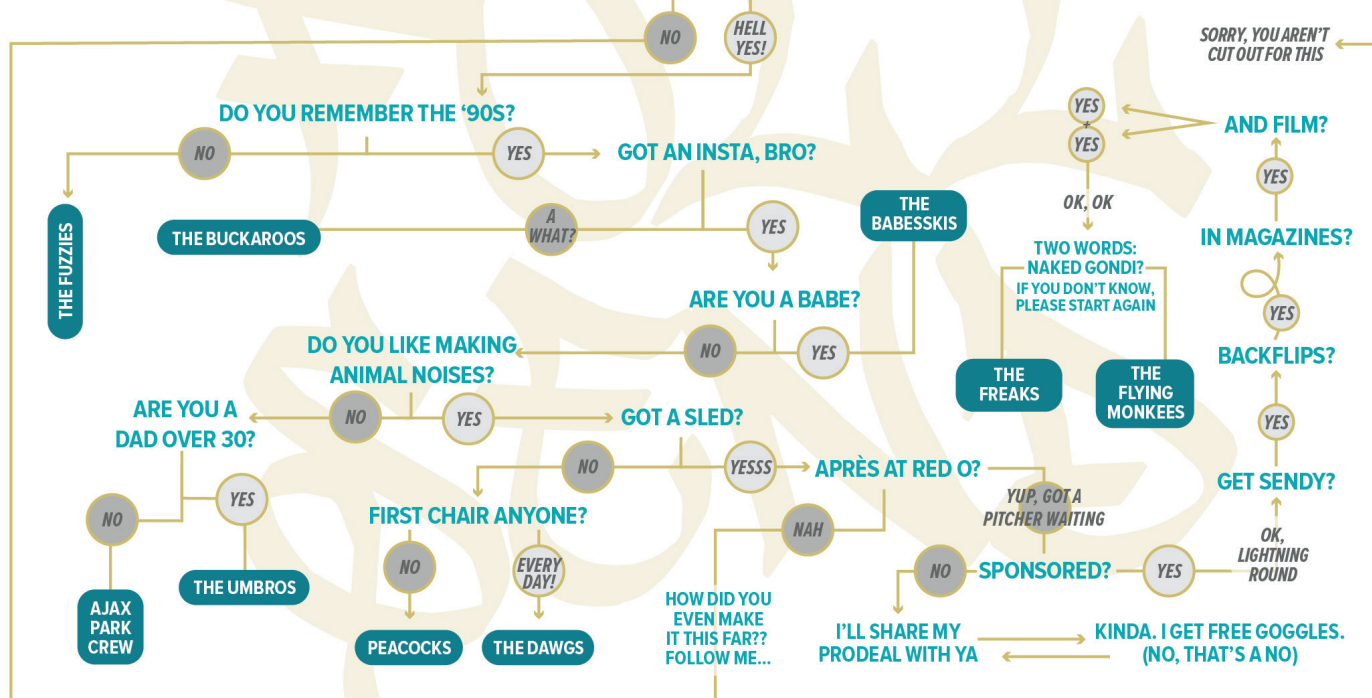 NO
HELL
YES!
SORRY, YOU AREN'T
CUT OUT FOR THIS
DO YOU REMEMBER THE ‘90S?
NO
YES
GOT AN INSTA, BRO?
YES
+
YES
AND FILM?
YES
OK, OK
THE FUZZIES
THE BUCKAROOS
A
WHAT?
YES
THE
BABESSKIS
IN MAGAZINES?
TWO WORDS:
NAKED GONDI?
IF YOU DON'T KNOW,
PLEASE START AGAIN
YES
ARE YOU A BABE?
NO
YES
BACKFLIPS?
DO YOU LIKE MAKING
ANIMAL NOISES?
NO
YES
THE
FREAKS
THE
FLYING
MONKEES
YES
ARE YOU A
DAD OVER 30?
GOT A SLED?
NO
YESSS
APRÈS AT RED O?
GET SENDY?
NO
YES
FIRST CHAIR ANYONE?
YUP, GOT A
PITCHER WAITING
NAH
OK,
LIGHTNING
ROUND
NO
EVERY
DAY!
NO
SPONSORED?
YES
THE UMBROS
AJAX
PARK
CREW
PEACOCKS
THE DAWGS
HOW DID YOU
EVEN MAKE
IT THIS FAR??
FOLLOW ME...
I'LL SHARE MY
PRODEAL WITH YA
KINDA. I GET FREE GOGGLES.
(NO, THAT'S A NO)